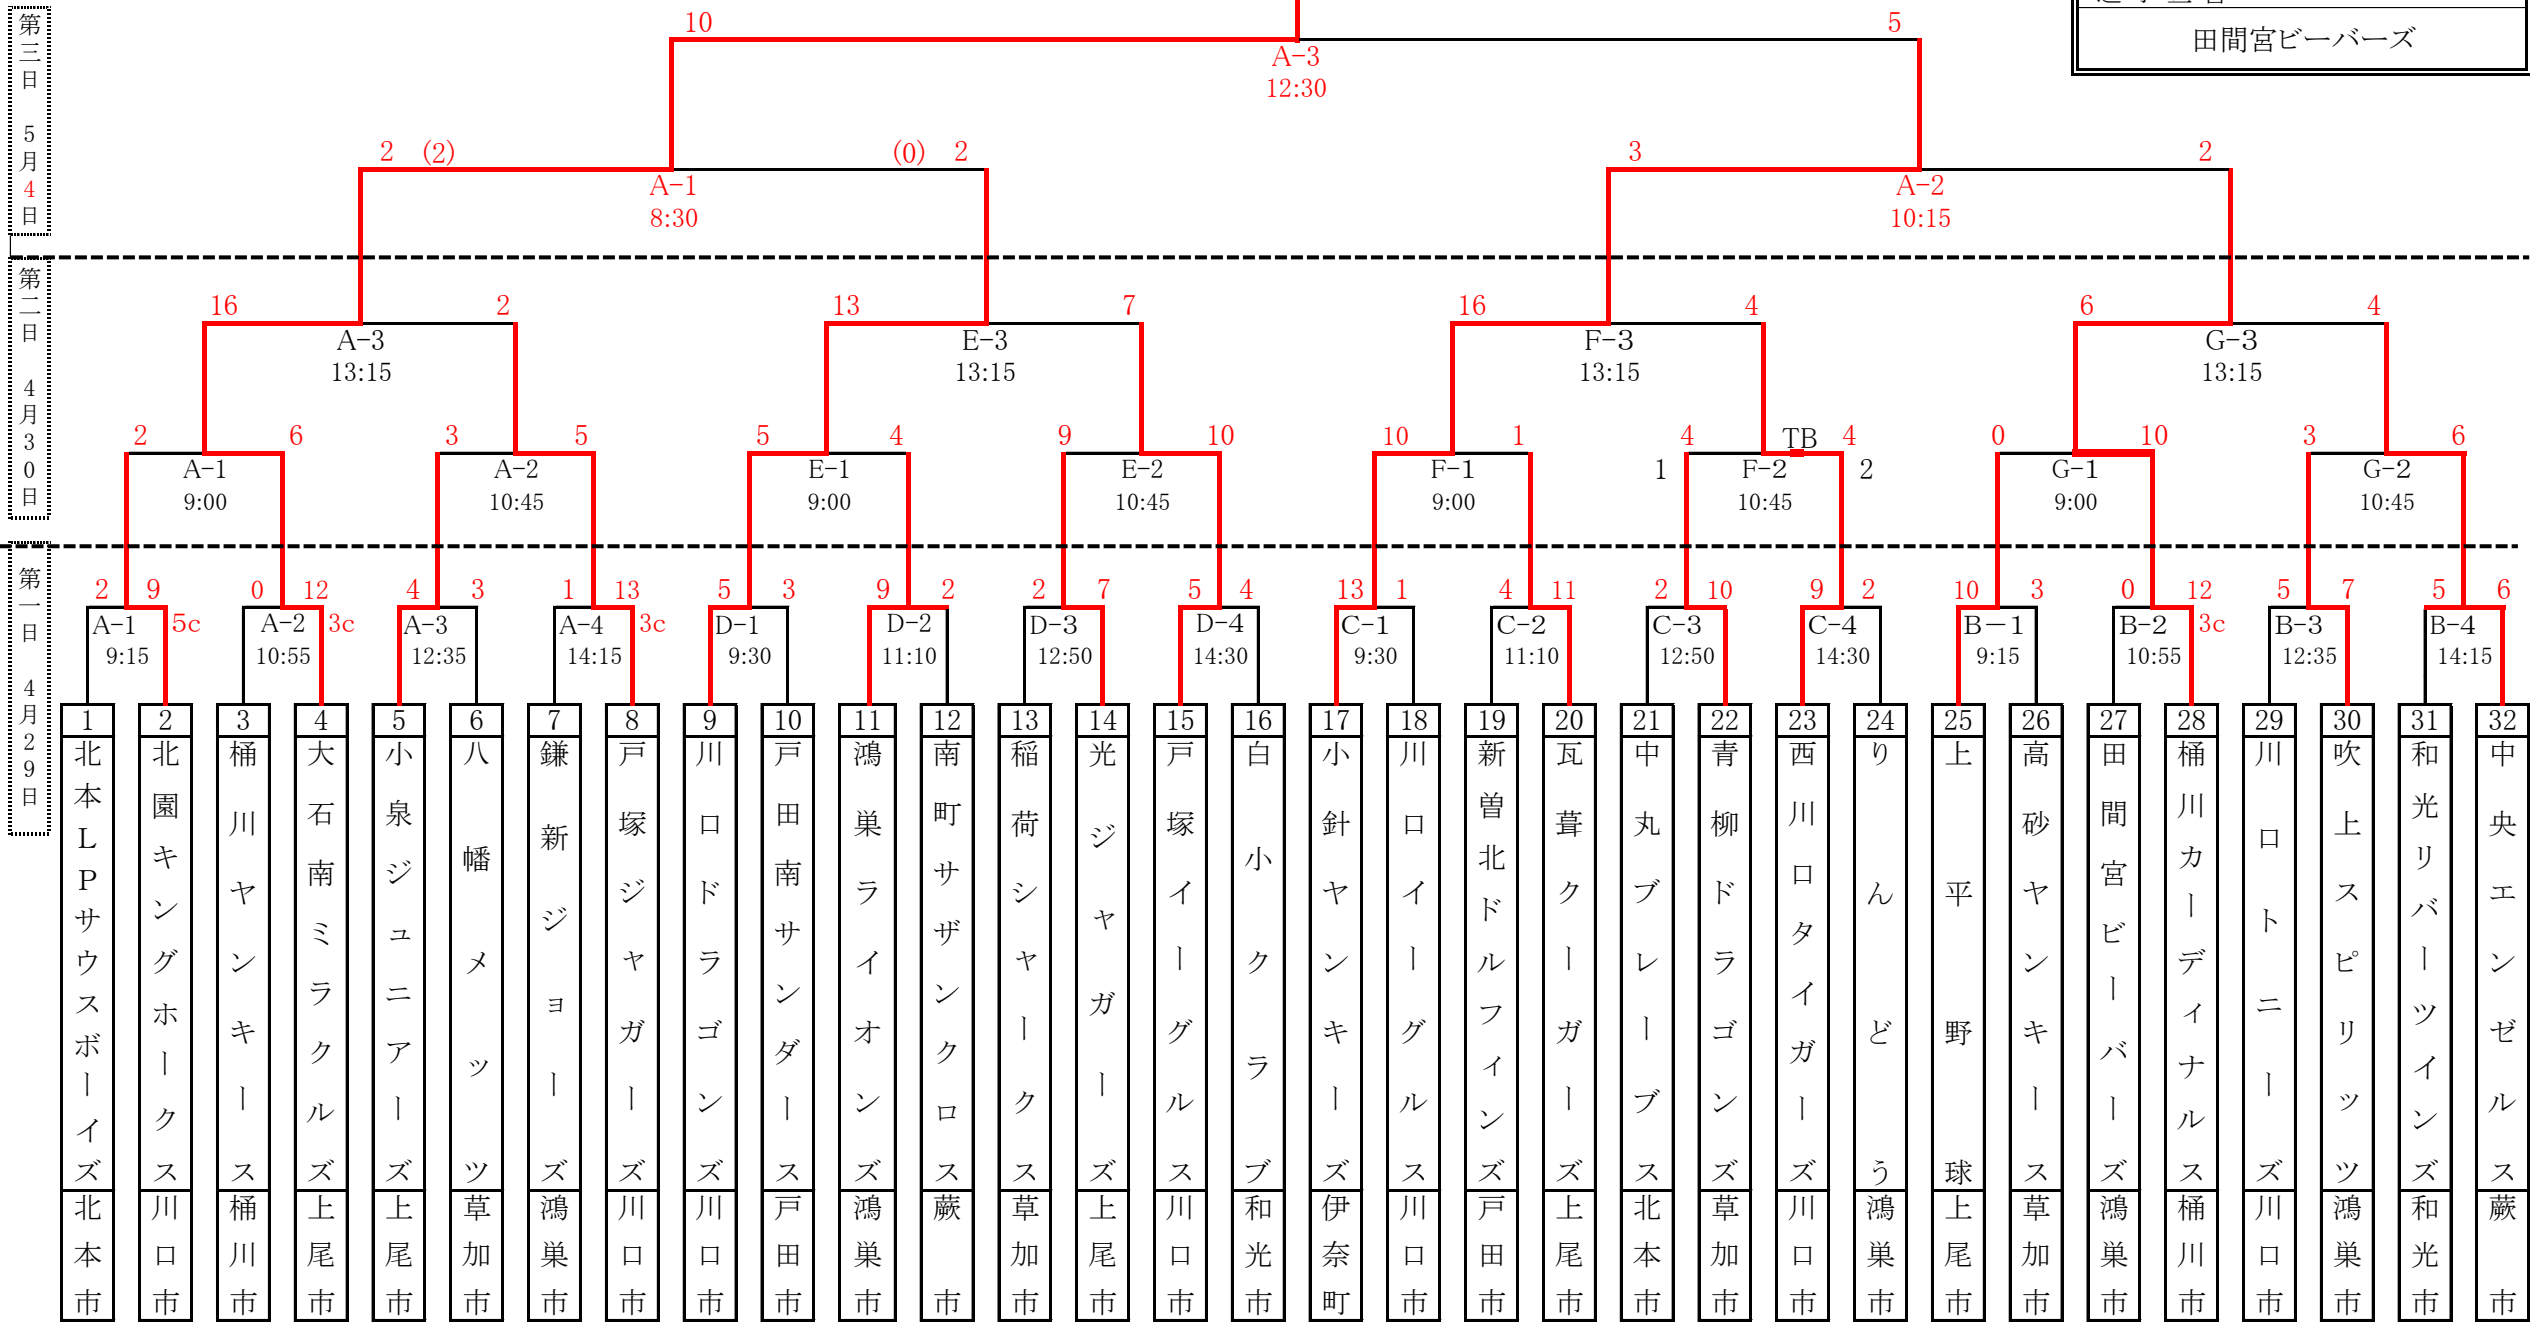 田間宮ビーバーズ
第三日 5月4日
10 5
A-3
12:30
2 (2) (0) 2 3 2
A-1 A-2
8:30 10:15
第二日 4月30日
16 2 13 7 16 4 6 4
A-3 E-3 F-3 G-3
13:15 13:15 13:15 13:15
2 6 3 5 5 4 9 10 10 1 4 TB 4 0 10 3 6
A-1 A-2 E-1 E-2 F-1 1 F-2 2 G-1 G-2
9:00 10:45 9:00 10:45 9:00 10:45 9:00 10:45
第一日 4月29日
2 9 0 12 4 3 1 13 5 3 9 2 2 7 5 4 13 1 4 11 2 10 9 2 10 3 0 12 5 7 5 6
A-1 5c A-2 3c A-3 A-4 3c D-1 D-2 D-3 D-4 C-1 C-2 C-3 C-4 B－1 B-2 3c B-3 B-4
9:15 10:55 12:35 14:15 9:30 11:10 12:50 14:30 9:30 11:10 12:50 14:30 9:15 10:55 12:35 14:15
1 北本LPサウスボーイズ 北本市
2 北園キングホークス 川口市
3 桶川ヤンキース 桶川市
4 大石南ミラクルズ 上尾市
5 小泉ジュニアーズ 上尾市
6 八幡メッツ 草加市
7 鎌新ジョーズ 鴻巣市
8 戸塚ジャガーズ 川口市
9 川口ドラゴンズ 川口市
10 戸田南サンダース 戸田市
11 鴻巣ライオンズ 鴻巣市
12 南町サザンクロス 蕨市
13 稲荷シャークス 草加市
14 光ジャガーズ 上尾市
15 戸塚イーグルス 川口市
16 白小クラブ 和光市
17 小針ヤンキーズ 伊奈町
18 川口イーグルス 川口市
19 新曽北ドルフィンズ 戸田市
20 瓦葺クーガーズ 上尾市
21 中丸ブレーブス 北本市
22 青柳ドラゴンズ 草加市
23 西川口タイガーズ 川口市
24 りんどう 鴻巣市
25 上平野球 上尾市
26 高砂ヤンキース 草加市
27 田間宮ビーバーズ 鴻巣市
28 桶川カーディナルス 桶川市
29 川口トニーズ 川口市
30 吹上スピリッツ 鴻巣市
31 和光リバーツインズ 和光市
32 中央エンゼルス 蕨市